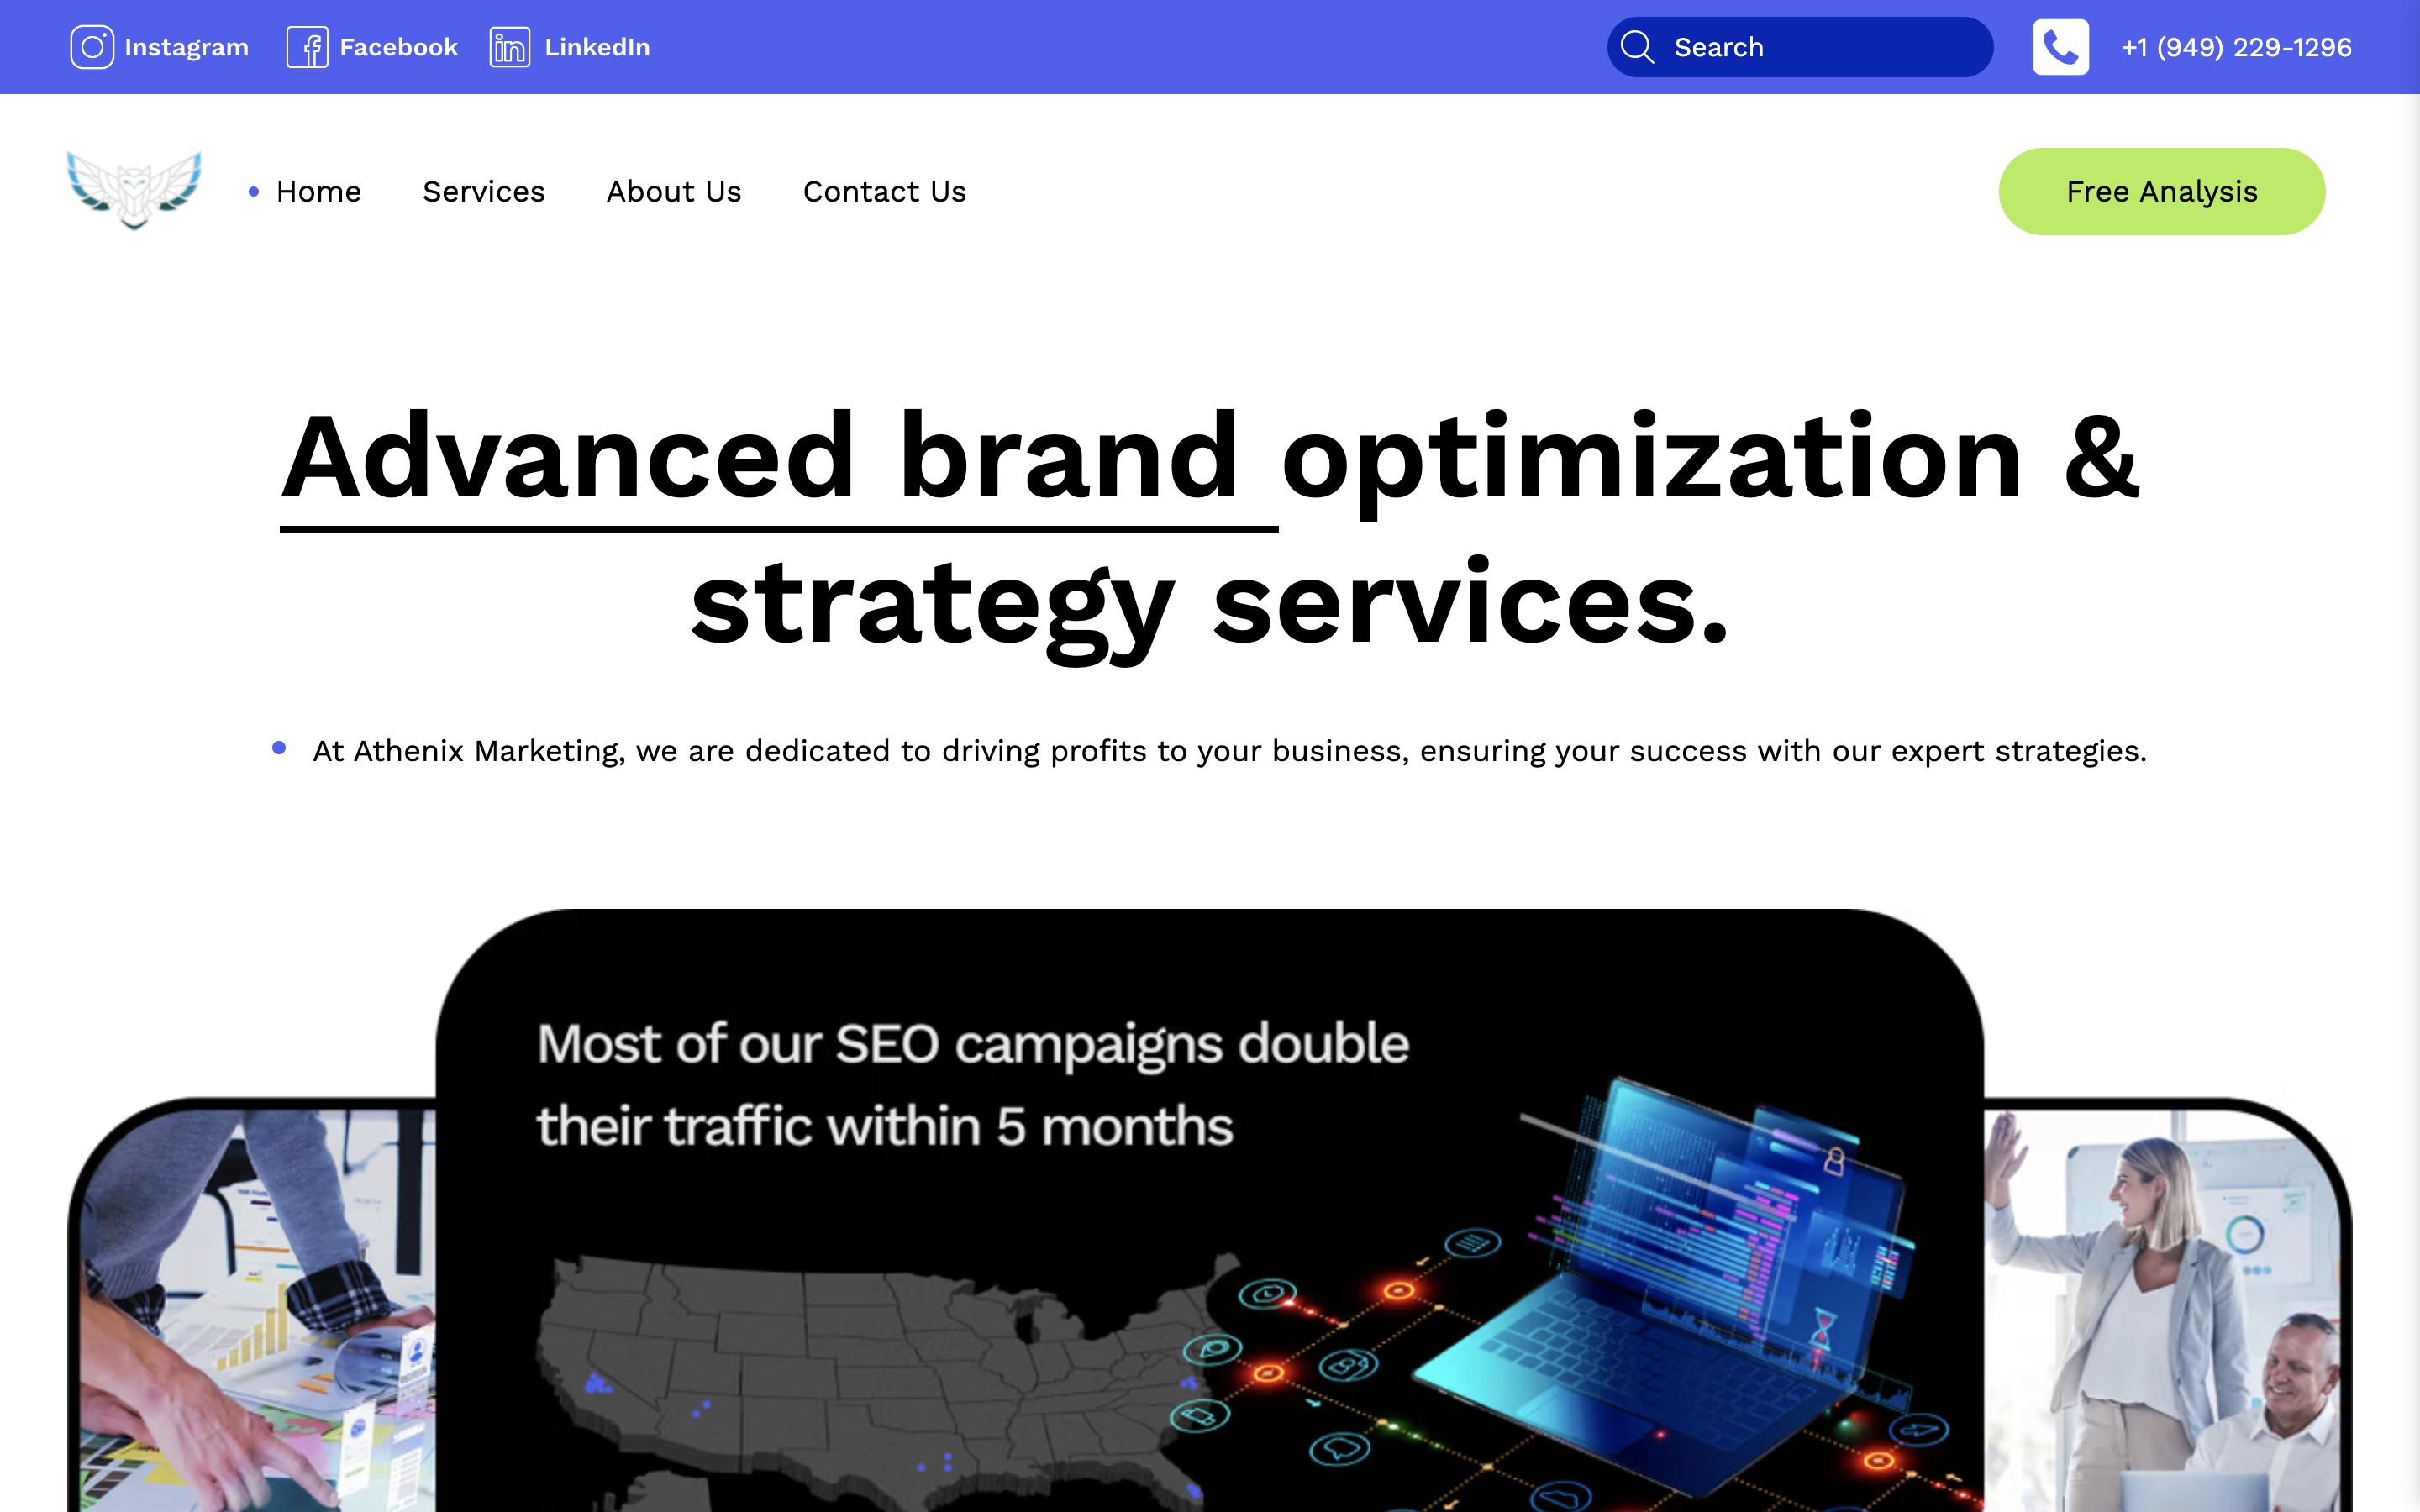 Instagram Facebook LinkedIn Search +1 (949) 229-1296
Home Services About Us Contact Us Free Analysis
Advanced brand optimization &
strategy services.
At Athenix Marketing, we are dedicated to driving profits to your business, ensuring your success with our expert strategies.
Most of our SEO campaigns double
their traffic within 5 months